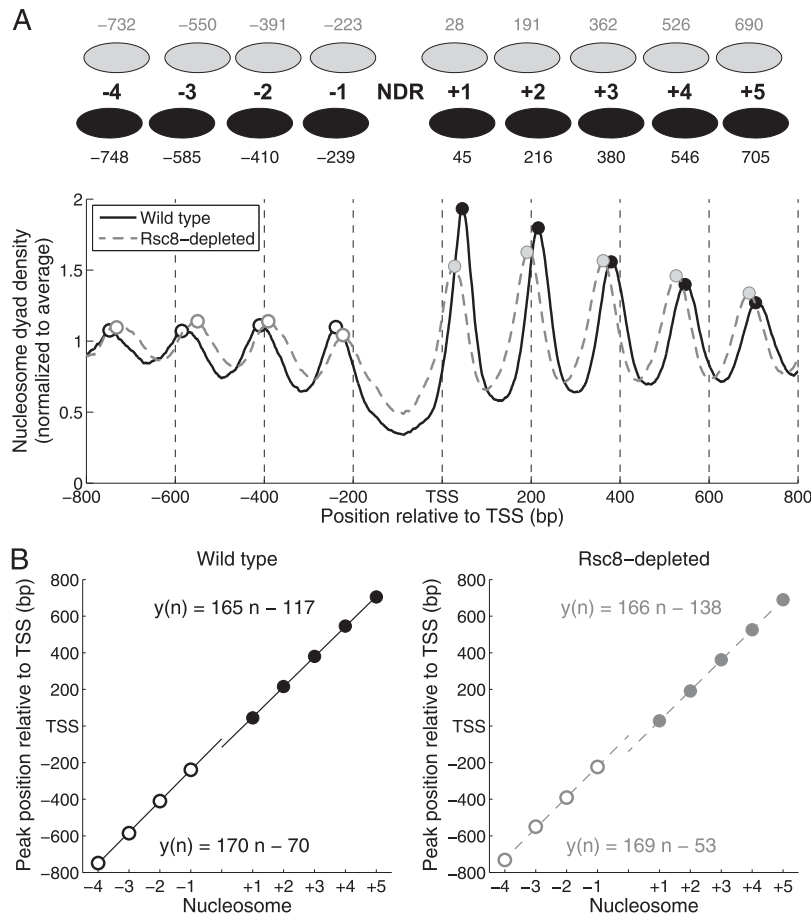 A
−732 −550 −391 −223 28 191 362 526 690
-4 -3 -2 -1 NDR +1 +2 +3 +4 +5
−748 −585 −410 −239 45 216 380 546 705
Nucleosome dyad density
(normalized to average)
2
1.5
1
0.5
0
Wild type
Rsc8−depleted
−800 −600 −400 −200 TSS 200 400 600 800
Position relative to TSS (bp)
B
Wild type
Peak position relative to TSS (bp)
800
600
400
200
TSS
−200
−400
−600
−800
y(n) = 165 n − 117
y(n) = 170 n − 70
−4 −3 −2 −1 +1 +2 +3 +4 +5
Nucleosome
Rsc8−depleted
Peak position relative to TSS (bp)
800
600
400
200
TSS
−200
−400
−600
−800
y(n) = 166 n − 138
y(n) = 169 n − 53
−4 −3 −2 −1 +1 +2 +3 +4 +5
Nucleosome